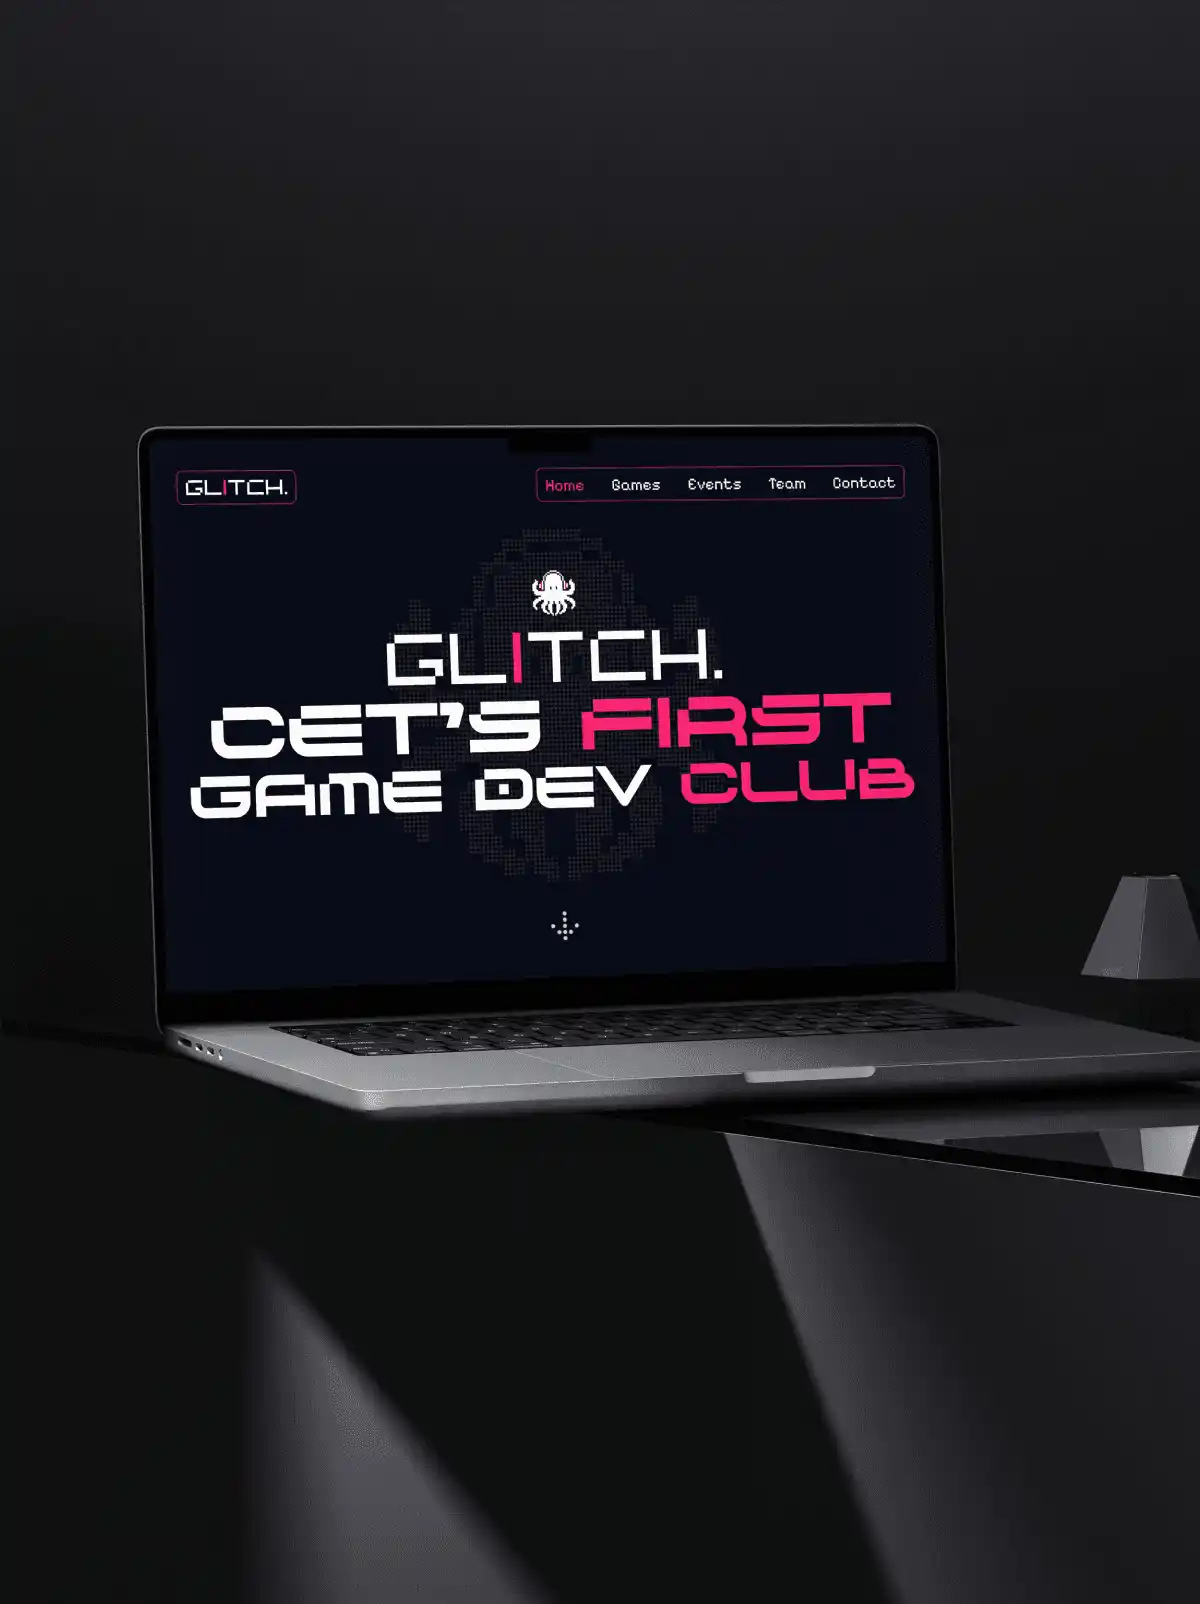 GLITCH.
Home Games Events Team Contact
GLITCH.
CET'S FIRST
GAME DEV CLUB